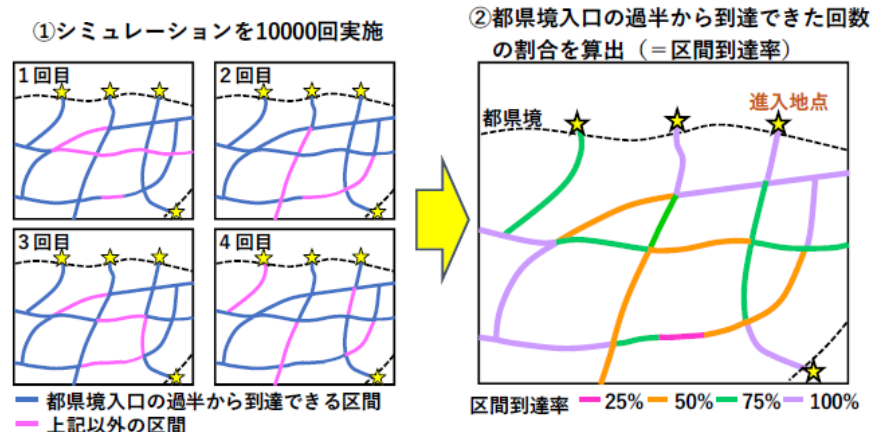 ①シミュレーションを10000回実施
1回目
2回目
3回目
4回目
都県境入口の過半から到達できる区間
上記以外の区間
②都県境入口の過半から到達できた回数
の割合を算出（＝区間到達率）
都県境
進入地点
区間到達率 25% 50% 75% 100%